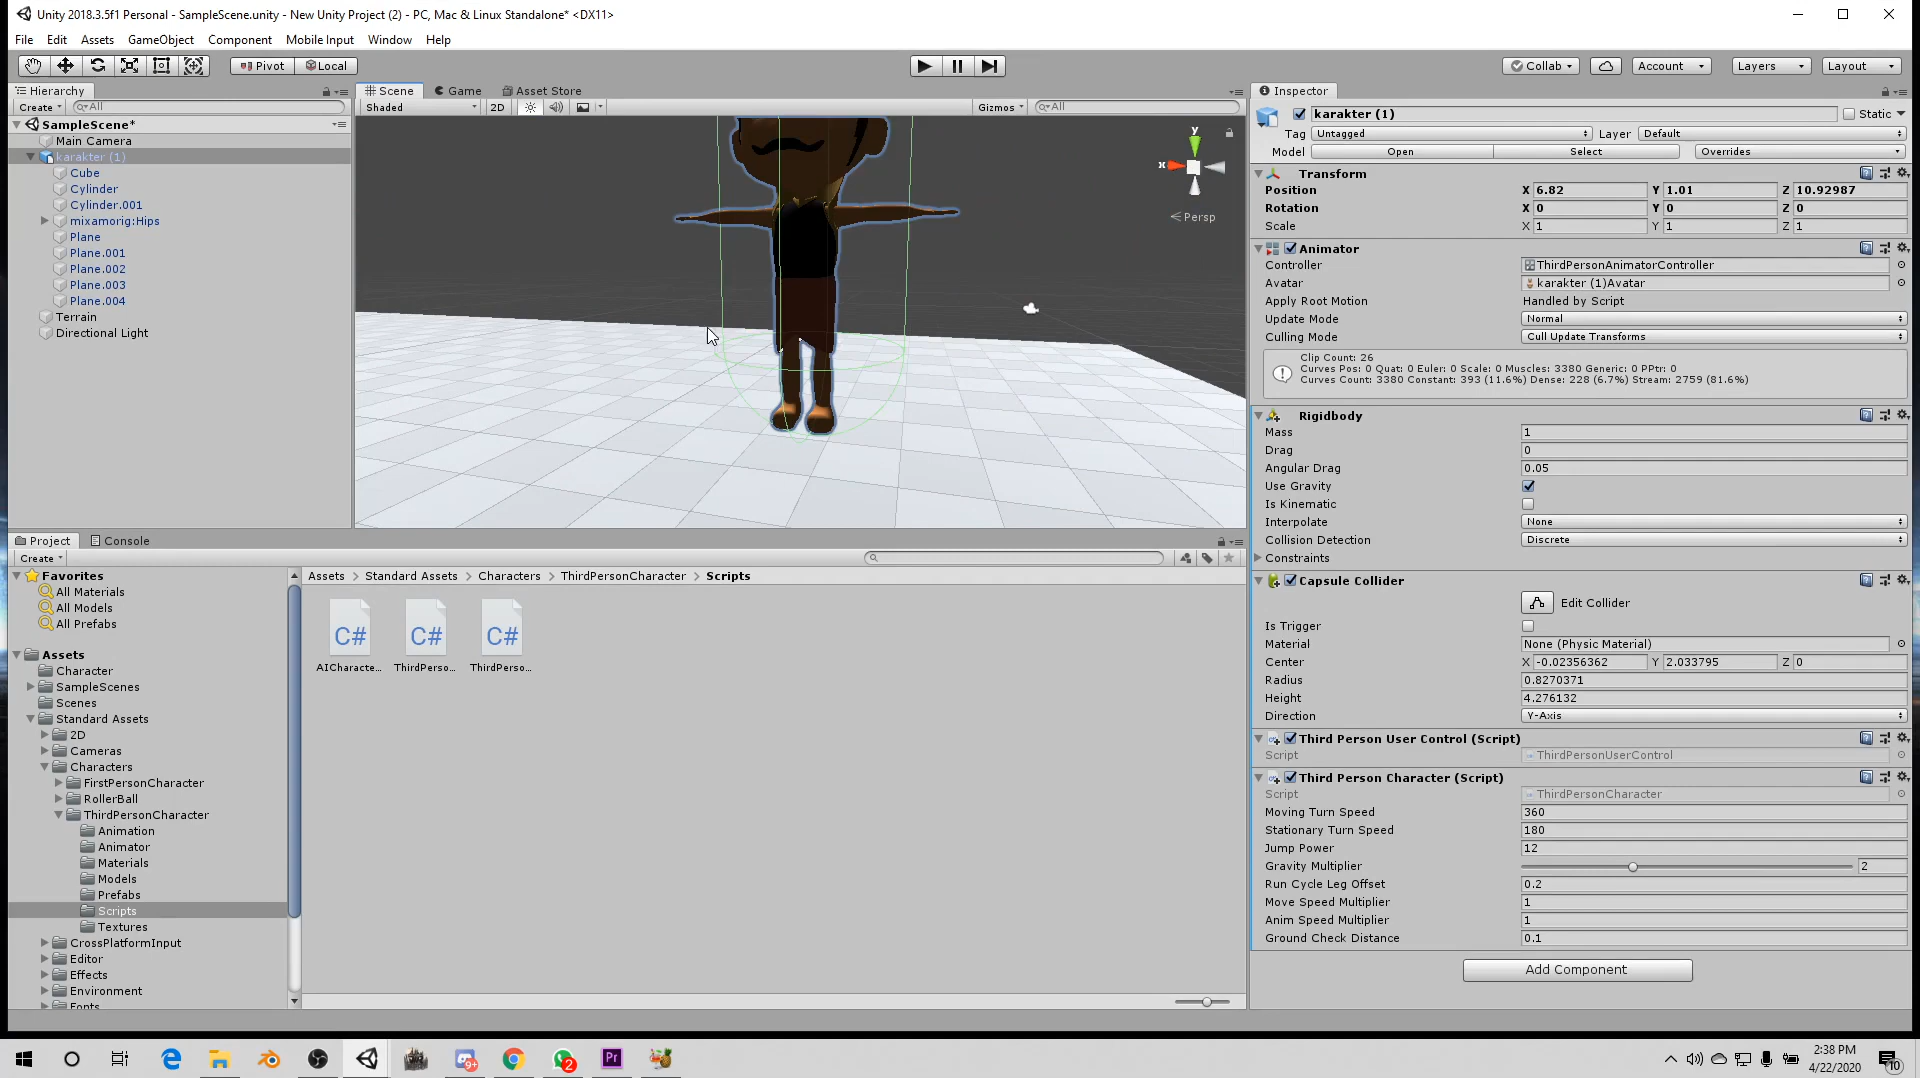 Unity 2018.3.5f1 Personal - SampleScene.unity - New Unity Project (2) - PC, Mac & Linux Standalone* <DX11>
File Edit Assets GameObject Component Mobile Input Window Help
Pivot Local Collab Account Layers Layout
Hierarchy
Create All
SampleScene*
Main Camera
karakter (1)
Cube
Cylinder
Cylinder.001
mixamorig:Hips
Plane
Plane.001
Plane.002
Plane.003
Plane.004
Terrain
Directional Light
Scene Game Asset Store
Shaded 2D Gizmos All
y
x
Persp
Project Console
Create
Favorites
All Materials
All Models
All Prefabs
Assets
Character
SampleScenes
Scenes
Standard Assets
2D
Cameras
Characters
FirstPersonCharacter
RollerBall
ThirdPersonCharacter
Animation
Animator
Materials
Models
Prefabs
Scripts
Textures
CrossPlatformInput
Editor
Effects
Environment
Fonts
Assets > Standard Assets > Characters > ThirdPersonCharacter > Scripts
C# C# C#
AICharacte... ThirdPerso... ThirdPerso...
Inspector
karakter (1) Static
Tag Untagged Layer Default
Model Open Select Overrides
Transform
Position X 6.82 Y 1.01 Z 10.92987
Rotation X 0 Y 0 Z 0
Scale X 1 Y 1 Z 1
Animator
Controller ThirdPersonAnimatorController
Avatar karakter (1)Avatar
Apply Root Motion Handled by Script
Update Mode Normal
Culling Mode Cull Update Transforms
Clip Count: 26
Curves Pos: 0 Quat: 0 Euler: 0 Scale: 0 Muscles: 3380 Generic: 0 PPtr: 0
Curves Count: 3380 Constant: 393 (11.6%) Dense: 228 (6.7%) Stream: 2759 (81.6%)
Rigidbody
Mass 1
Drag 0
Angular Drag 0.05
Use Gravity
Is Kinematic
Interpolate None
Collision Detection Discrete
Constraints
Capsule Collider
Edit Collider
Is Trigger
Material None (Physic Material)
Center X -0.02356362 Y 2.033795 Z 0
Radius 0.8270371
Height 4.276132
Direction Y-Axis
Third Person User Control (Script)
Script ThirdPersonUserControl
Third Person Character (Script)
Script ThirdPersonCharacter
Moving Turn Speed 360
Stationary Turn Speed 180
Jump Power 12
Gravity Multiplier 2
Run Cycle Leg Offset 0.2
Move Speed Multiplier 1
Anim Speed Multiplier 1
Ground Check Distance 0.1
Add Component
9+ 2 Pr
2:38 PM
4/22/2020
10